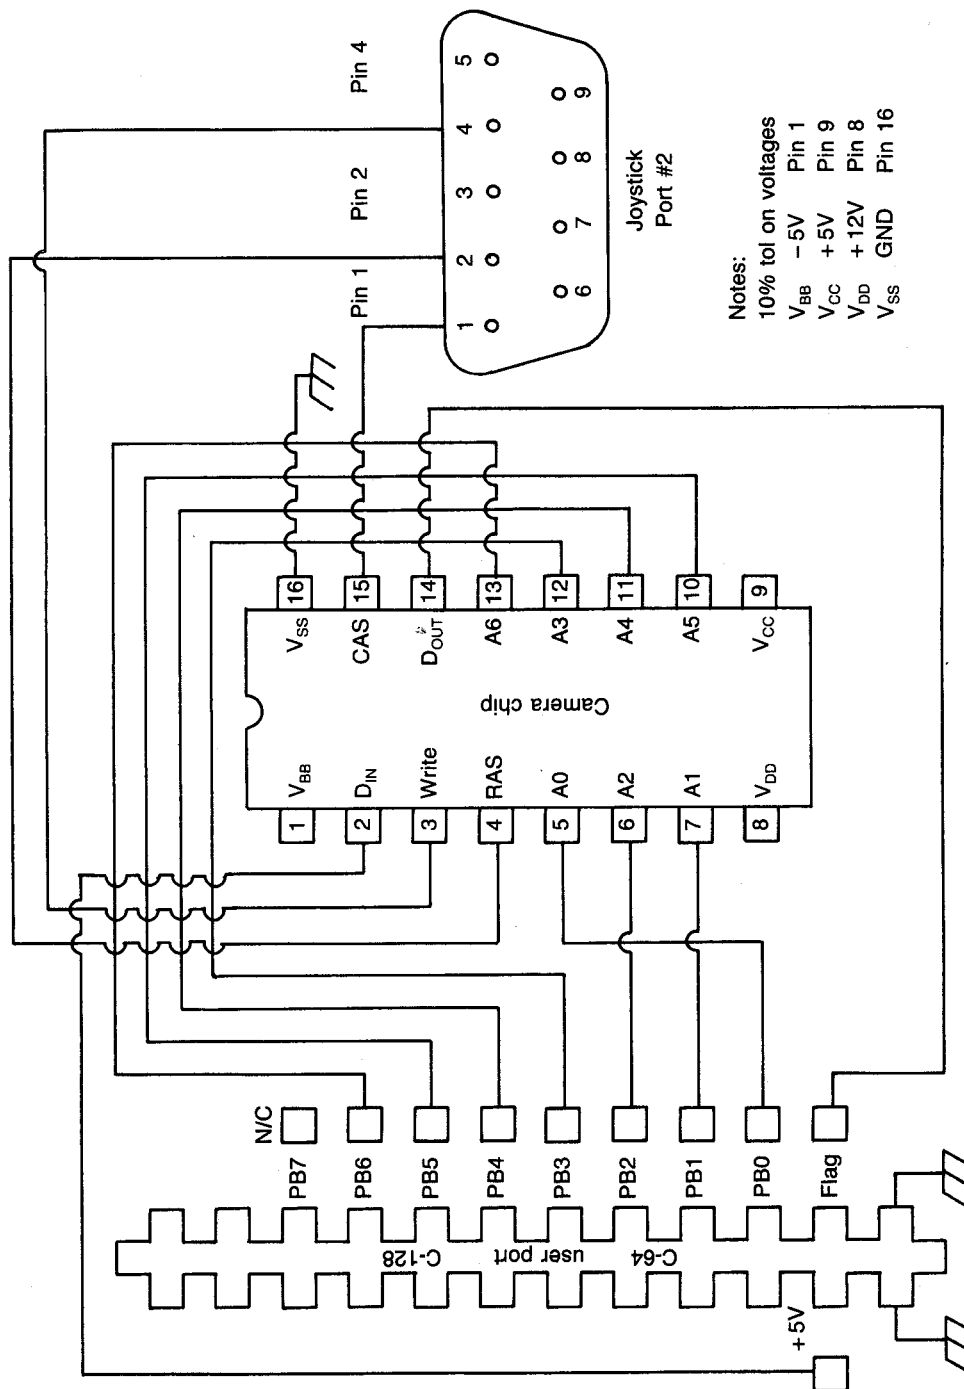 Pin 4
Pin 2
Pin 1
5
4
3
2
1
9
8
7
6
Joystick
Port #2
Notes:
10% tol on voltages
VBB −5V Pin 1
VCC +5V Pin 9
VDD +12V Pin 8
VSS GND Pin 16
16
15
14
13
12
11
10
9
VSS
CAS
DOUT
A6
A3
A4
A5
VCC
Camera chip
VBB
DIN
Write
RAS
A0
A2
A1
VDD
1
2
3
4
5
6
7
8
N/C
PB7
PB6
PB5
PB4
PB3
PB2
PB1
PB0
Flag
C-64
user port
C-128
+5V